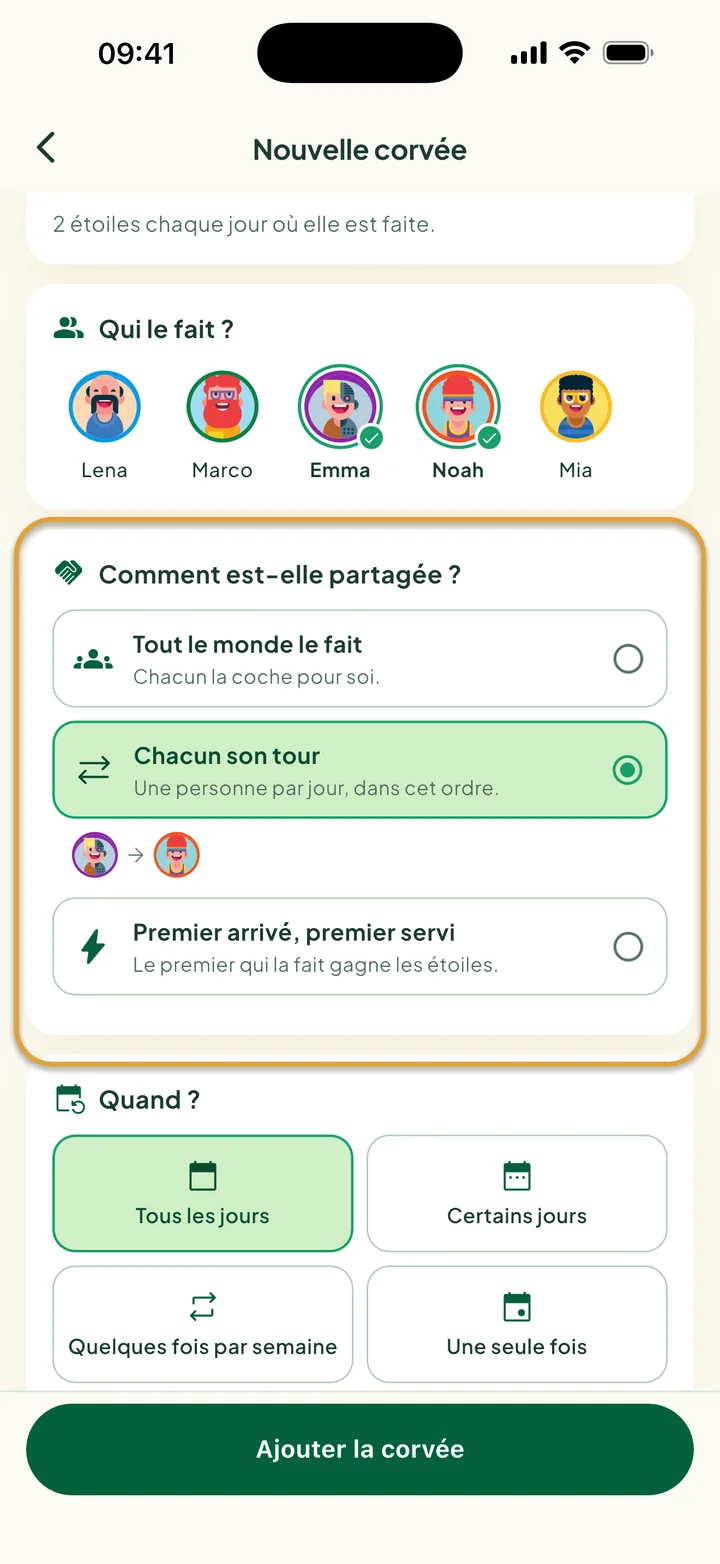 09:41
Nouvelle corvée
2 étoiles chaque jour où elle est faite.
Qui le fait ?
Lena
Marco
Emma
Noah
Mia
Comment est-elle partagée ?
Tout le monde le fait
Chacun la coche pour soi.
Chacun son tour
Une personne par jour, dans cet ordre.
Premier arrivé, premier servi
Le premier qui la fait gagne les étoiles.
Quand ?
Tous les jours
Certains jours
Quelques fois par semaine
Une seule fois
Ajouter la corvée